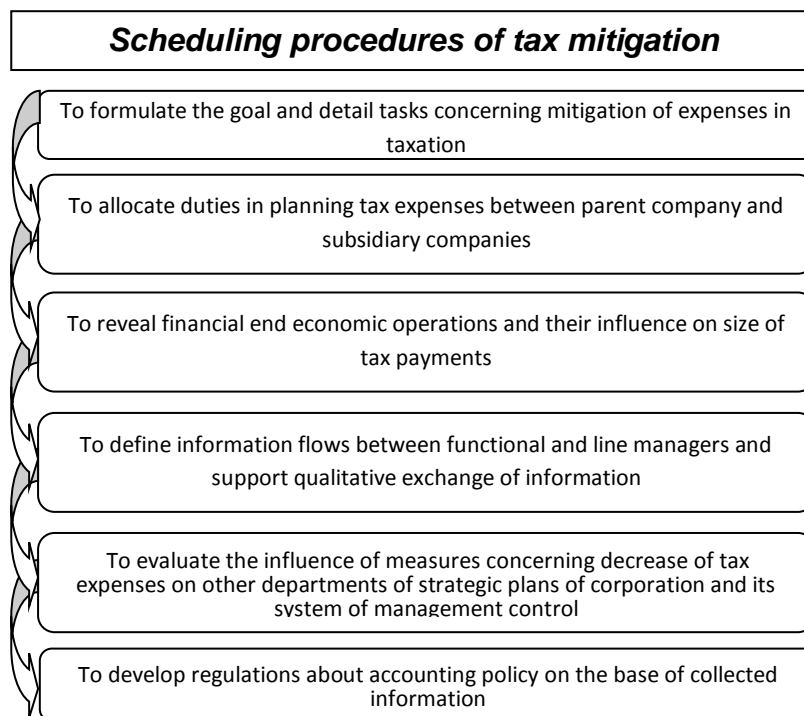 Scheduling procedures of tax mitigation
To formulate the goal and detail tasks concerning mitigation of expenses in
taxation
To allocate duties in planning tax expenses between parent company and
subsidiary companies
To reveal financial end economic operations and their influence on size of
tax payments
To define information flows between functional and line managers and
support qualitative exchange of information
To evaluate the influence of measures concerning decrease of tax
expenses on other departments of strategic plans of corporation and its
system of management control
To develop regulations about accounting policy on the base of collected
information